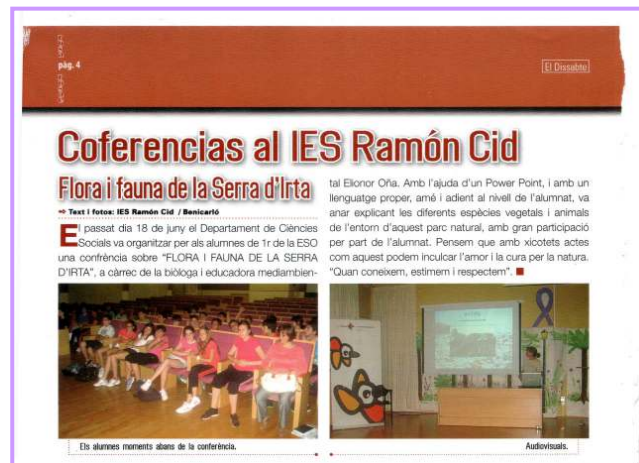 pàg. 4
El Dissabte
Coferencias al IES Ramón Cid
Flora i fauna de la Serra d'Irta
Text i fotos: IES Ramón Cid / Benicarló
El passat dia 18 de juny el Departament de Ciències
Socials va organitzar per als alumnes de 1r de la ESO
una confrència sobre "FLORA I FAUNA DE LA SERRA
D'IRTA", a càrrec de la biòloga i educadora mediambien-
tal Elionor Oña. Amb l'ajuda d'un Power Point, i amb un
llenguatge proper, amé i adient al nivell de l'alumnat, va
anar explicant les diferents espècies vegetals i animals
de l'entorn d'aquest parc natural, amb gran participació
per part de l'alumnat. Pensem que amb xicotets actes
com aquest podem inculcar l'amor i la cura per la natura.
"Quan coneixem, estimem i respectem".
Els alumnes moments abans de la conferència.
Audiovisuals.